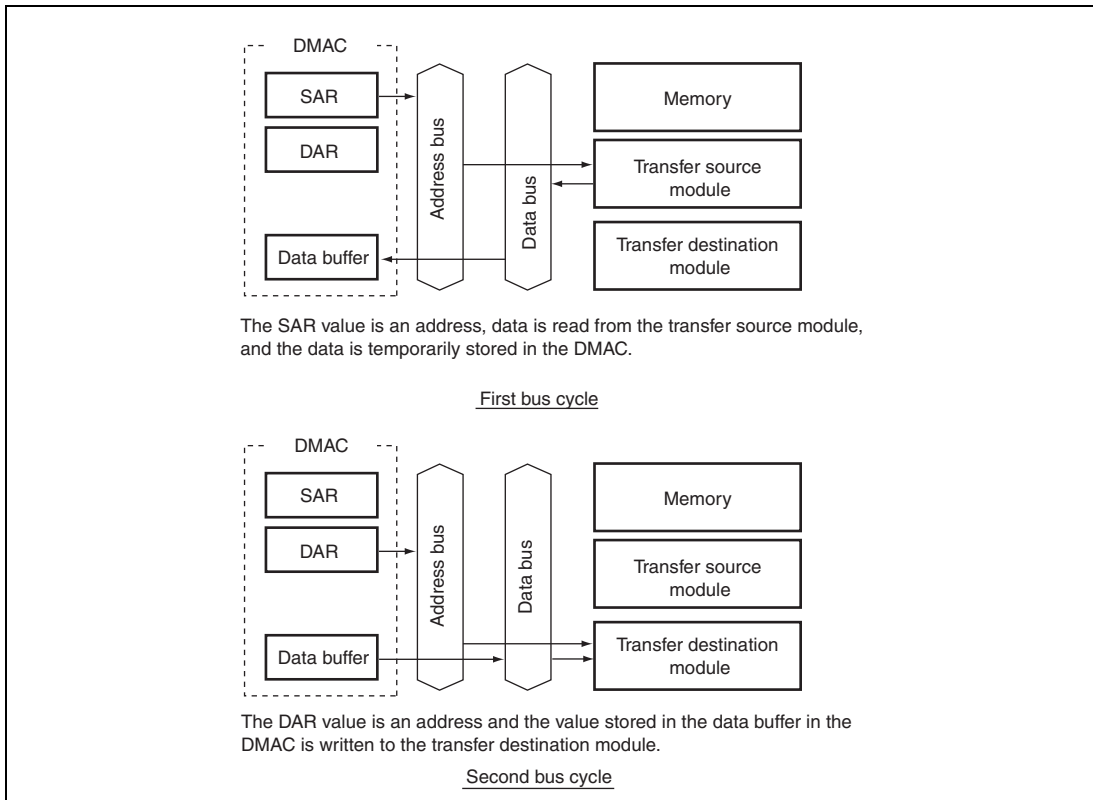 DMAC
SAR
DAR
Data buffer
Address bus
Data bus
Memory
Transfer source
module
Transfer destination
module
The SAR value is an address, data is read from the transfer source module,
and the data is temporarily stored in the DMAC.
First bus cycle
DMAC
SAR
DAR
Data buffer
Address bus
Data bus
Memory
Transfer source
module
Transfer destination
module
The DAR value is an address and the value stored in the data buffer in the
DMAC is written to the transfer destination module.
Second bus cycle